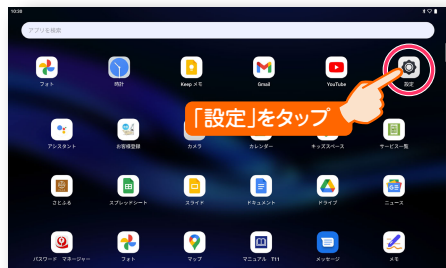 10:30
アプリを検索
フォト
時計
Keep メモ
Gmail
YouTube
設定
「設定」をタップ
アシスタント
お客様登録
カメラ
カレンダー
キッズスペース
サービス一覧
さとふる
スプレッドシート
スライド
ドキュメント
ドライブ
ニュース
パスワード マネージャー
フォト
マップ
マニュアル T11
メッセージ
メモ